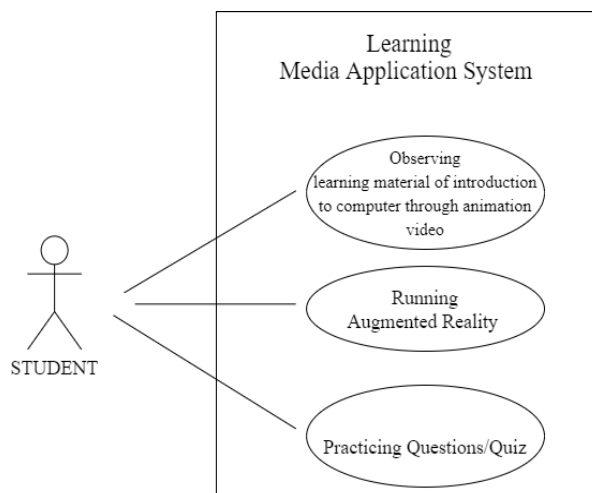 Learning
Media Application System
Observing
learning material of introduction
to computer through animation
video
Running
Augmented Reality
STUDENT
Practicing Questions/Quiz